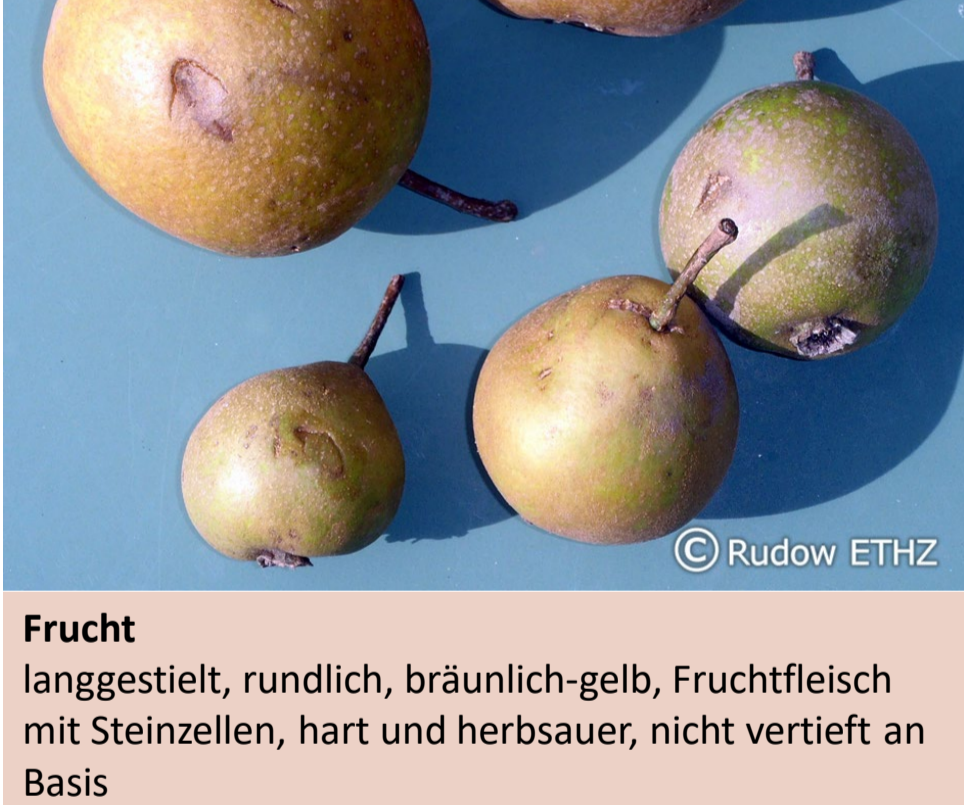 © Rudow ETHZ
Frucht
langgestielt, rundlich, bräunlich-gelb, Fruchtfleisch
mit Steinzellen, hart und herbsauer, nicht vertieft an
Basis